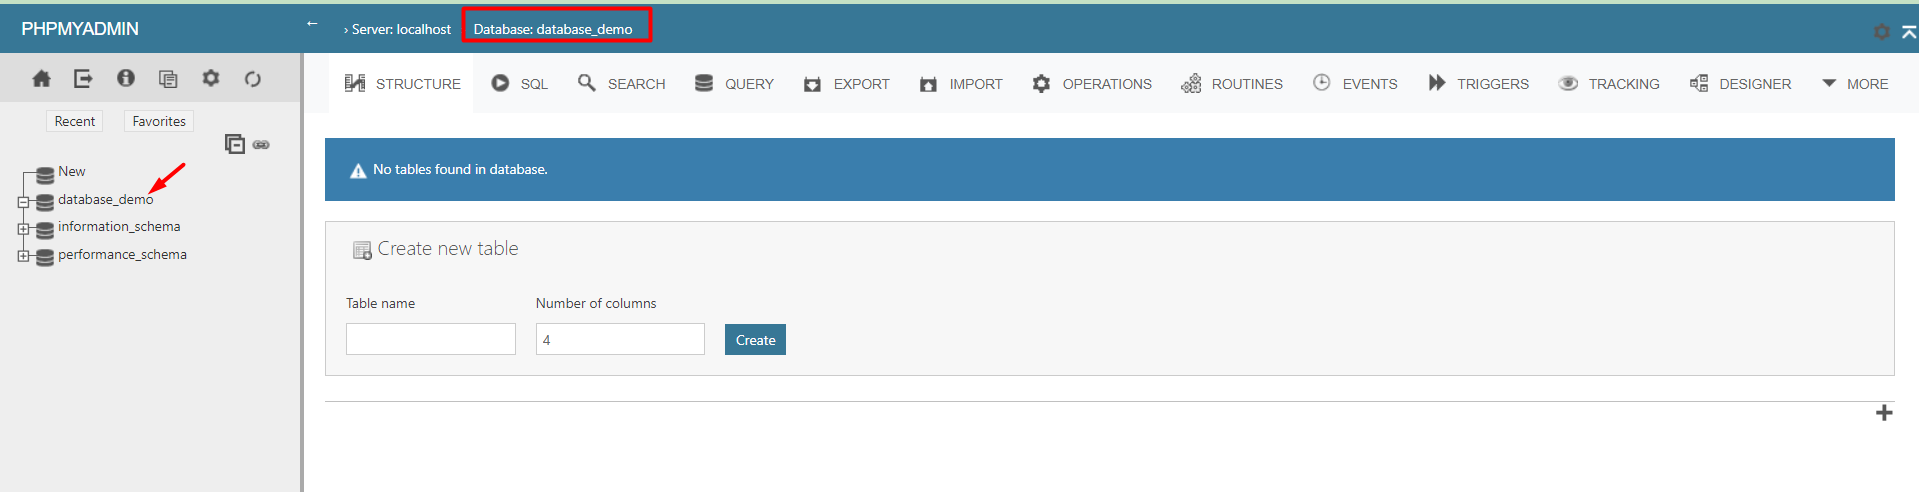 PHPMYADMIN
← › Server: localhost Database: database_demo
STRUCTURE SQL SEARCH QUERY EXPORT IMPORT OPERATIONS ROUTINES EVENTS TRIGGERS TRACKING DESIGNER MORE
Recent Favorites
New
database_demo
information_schema
performance_schema
No tables found in database.
Create new table
Table name Number of columns
4 Create